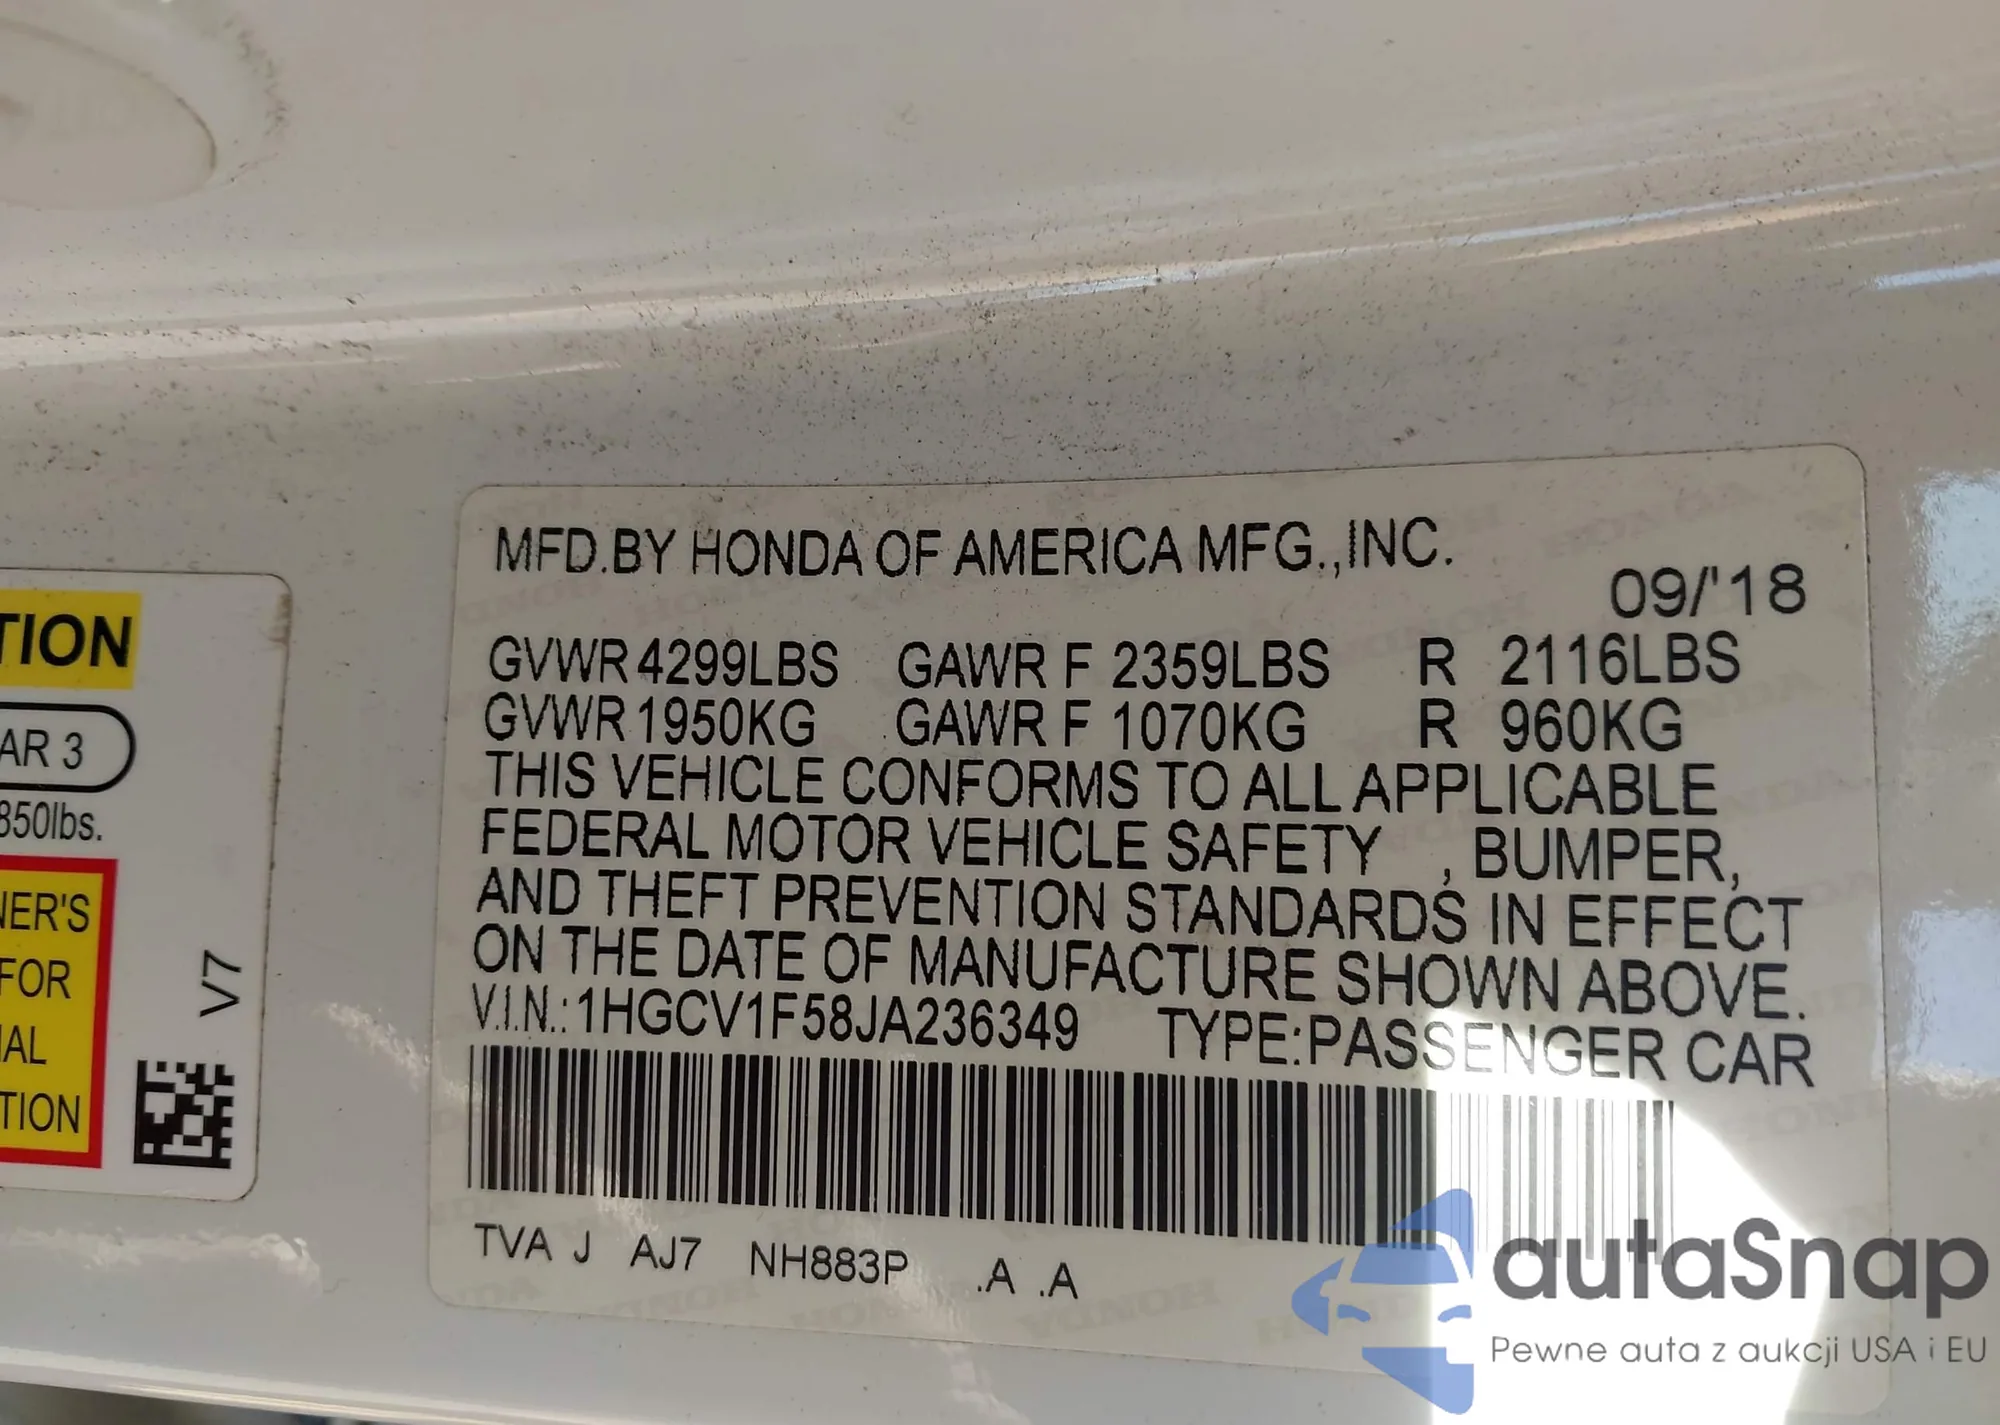 MFD.BY HONDA OF AMERICA MFG.,INC.
09/'18
GVWR 4299LBS GAWR F 2359LBS R 2116LBS
GVWR 1950KG GAWR F 1070KG R 960KG
THIS VEHICLE CONFORMS TO ALL APPLICABLE
FEDERAL MOTOR VEHICLE SAFETY , BUMPER,
AND THEFT PREVENTION STANDARDS IN EFFECT
ON THE DATE OF MANUFACTURE SHOWN ABOVE.
V.I.N.:1HGCV1F58JA236349 TYPE:PASSENGER CAR
TVA J AJ7 NH883P .A .A
TION
AR 3
850lbs.
NER'S
FOR
IAL
TION
V7
autaSnap
Pewne auta z aukcji USA i EU